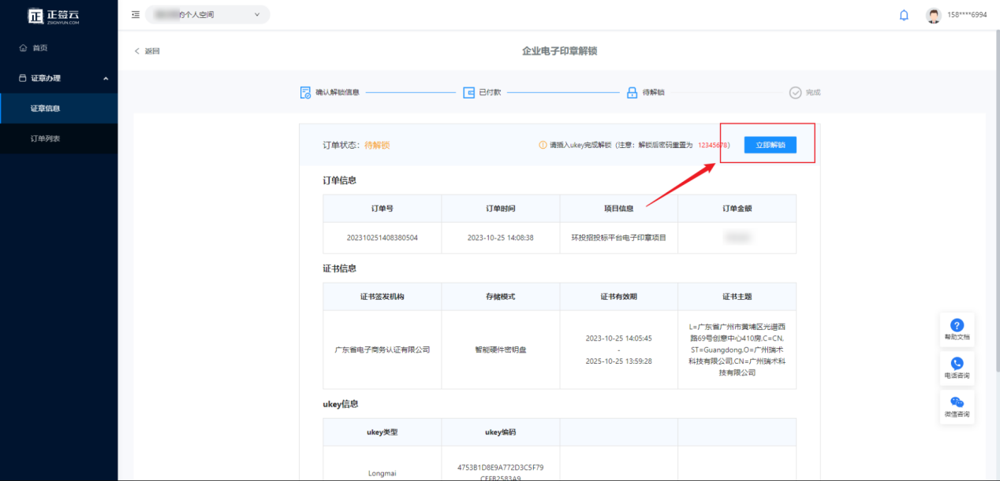 正 正签云
ZSIGNYUN.COM
的个人空间
158****6994
首页
证章办理
证章信息
订单列表
返回
企业电子印章解锁
确认解锁信息
已付款
待解锁
完成
订单状态：待解锁
请插入ukey完成解锁（注意：解锁后密码重置为 12345678）
立即解锁
订单信息
订单号 订单时间 项目信息 订单金额
202310251408380504 2023-10-25 14:08:38 环投招投标平台电子印章项目
证书信息
证书签发机构 存储模式 证书有效期 证书主题
广东省电子商务认证有限公司
智能硬件密钥盘
2023-10-25 14:05:45
-
2025-10-25 13:59:28
L=广东省广州市黄埔区光谱西
路69号创意中心410房,C=CN,
ST=Guangdong,O=广州瑞术
科技有限公司,CN=广州瑞术科
技有限公司
ukey信息
ukey类型 ukey编码
Longmai
4753B1D8E9A772D3C5F79
CFFB2583A9
帮助文档
电话咨询
微信咨询